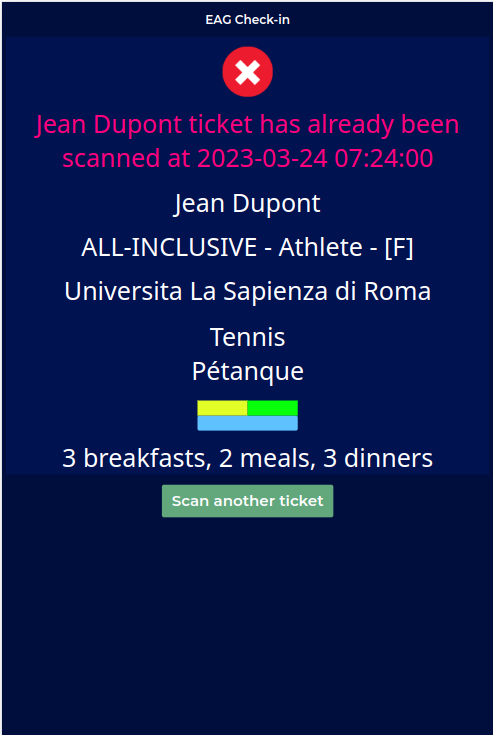 EAG Check-in
Jean Dupont ticket has already been
scanned at 2023-03-24 07:24:00
Jean Dupont
ALL-INCLUSIVE - Athlete - [F]
Universita La Sapienza di Roma
Tennis
Pétanque
3 breakfasts, 2 meals, 3 dinners
Scan another ticket